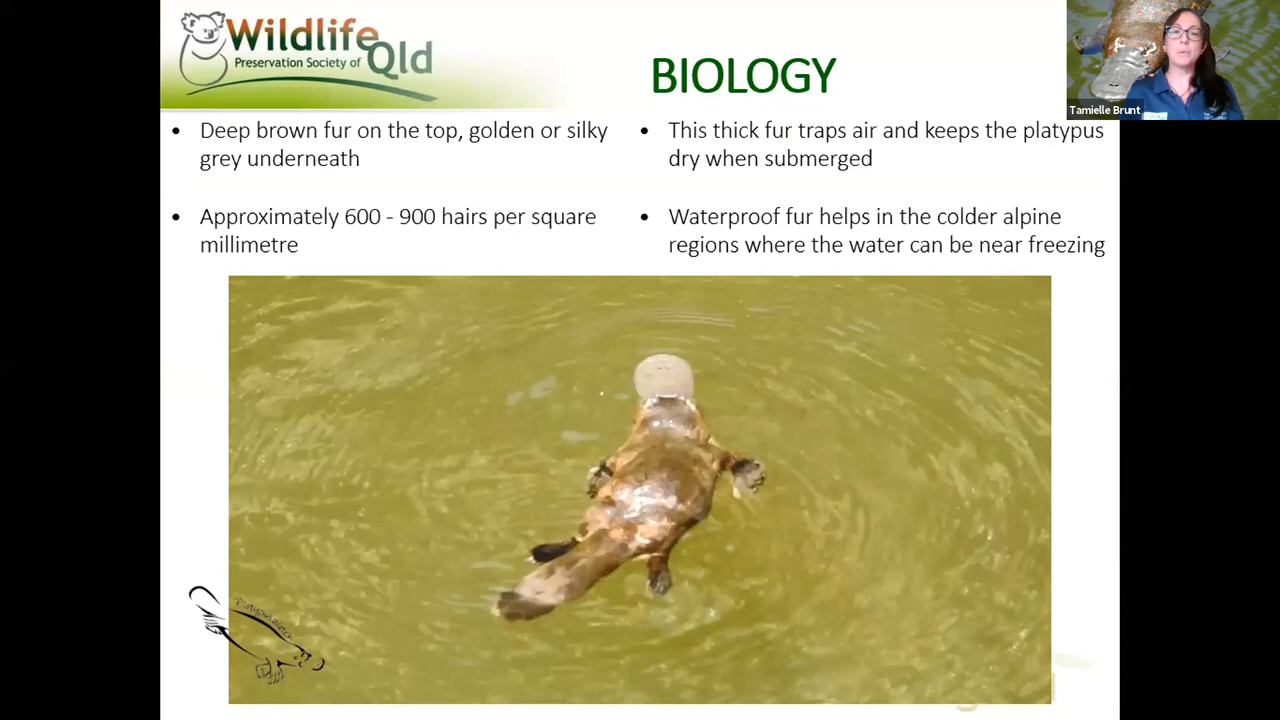 Wildlife
Preservation Society of Qld
BIOLOGY
Tamielle Brunt
• Deep brown fur on the top, golden or silky
grey underneath
• Approximately 600 - 900 hairs per square
millimetre
• This thick fur traps air and keeps the platypus
dry when submerged
• Waterproof fur helps in the colder alpine
regions where the water can be near freezing
PlatypusWatch